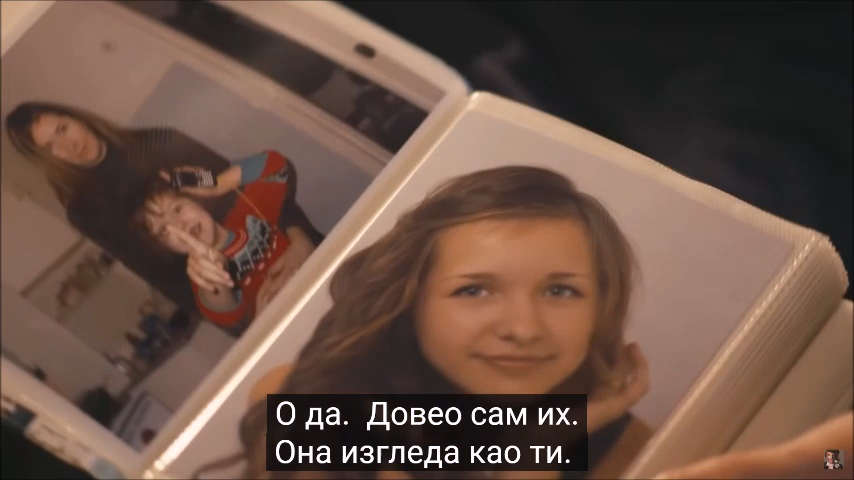 О да. Довео сам их.
Она изгледа као ти.